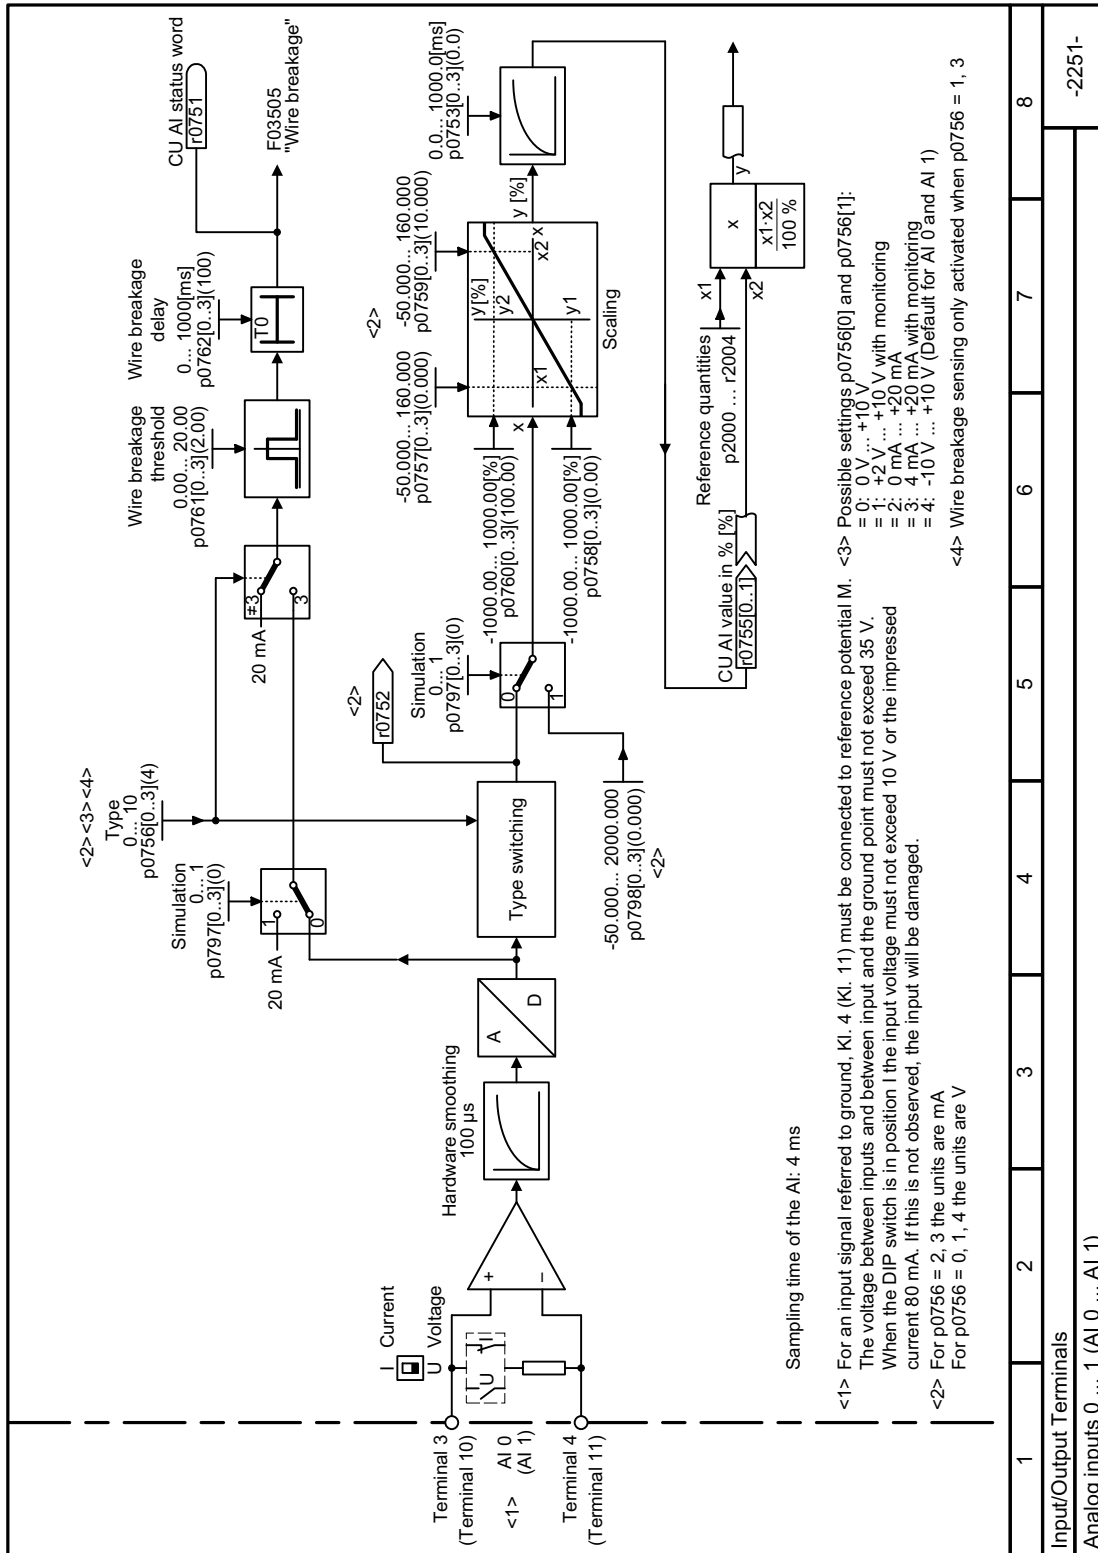 Terminal 3
(Terminal 10)
<1>
AI 0
(AI 1)
Terminal 4
(Terminal 11)
I
U
Current
Voltage
U
I
+
–
Hardware smoothing
100 µs
A
D
Type switching
Simulation
0... 1
p0797[0..3](0)
20 mA
1
0
<2> <3> <4>
Type
0... 10
p0756[0..3](4)
20 mA
#3
3
Wire breakage
threshold
0.00... 20.00
p0761[0..3](2.00)
Wire breakage
delay
0... 1000[ms]
p0762[0..3](100)
T
0
CU AI status word
r0751
F03505
"Wire breakage"
<2>
r0752
Simulation
0... 1
p0797[0..3](0)
0
1
-50.000... 2000.000
p0798[0..3](0.000)
<2>
-1000.00... 1000.00[%]
p0760[0..3](100.00)
-1000.00... 1000.00[%]
p0758[0..3](0.00)
<2>
-50.000... 160.000
p0757[0..3](0.000)
-50.000... 160.000
p0759[0..3](10.000)
x
y [%]
y2
x1
y1
x2
x
Scaling
y [%]
0.0... 1000.0[ms]
p0753[0..3](0.0)
CU AI value in % [%]
r0755[0..1]
Reference quantities
p2000 ... r2004
x1
x2
x
x1·x2
100 %
y
Sampling time of the AI: 4 ms
<1> For an input signal referred to ground, Kl. 4 (Kl. 11) must be connected to reference potential M.
The voltage between inputs and between input and the ground point must not exceed 35 V.
When the DIP switch is in position I the input voltage must not exceed 10 V or the impressed
current 80 mA. If this is not observed, the input will be damaged.
<2> For p0756 = 2, 3 the units are mA
For p0756 = 0, 1, 4 the units are V
<3> Possible settings p0756[0] and p0756[1]:
= 0: 0 V ... +10 V
= 1: +2 V ... +10 V with monitoring
= 2: 0 mA ... +20 mA
= 3: 4 mA ... +20 mA with monitoring
= 4: -10 V ... +10 V (Default for AI 0 and AI 1)
<4> Wire breakage sensing only activated when p0756 = 1, 3
1
2
3
4
5
6
7
8
Input/Output Terminals
-2251-
Analog inputs 0 ... 1 (AI 0 ... AI 1)